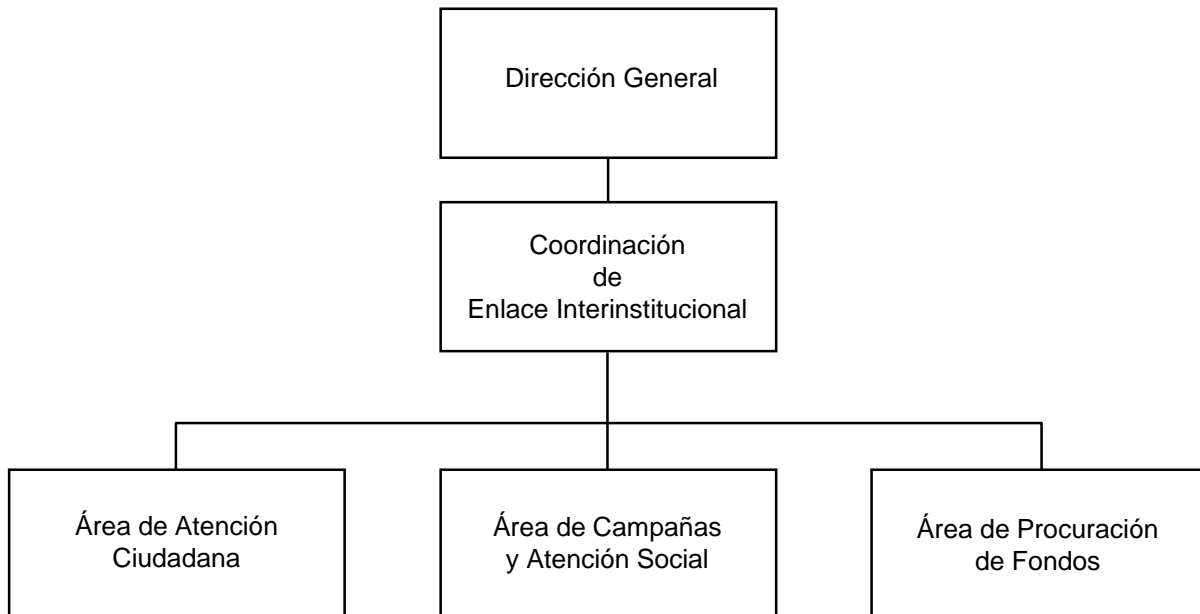 Dirección General
Coordinación
de
Enlace Interinstitucional
Área de Atención
Ciudadana
Área de Campañas
y Atención Social
Área de Procuración
de Fondos